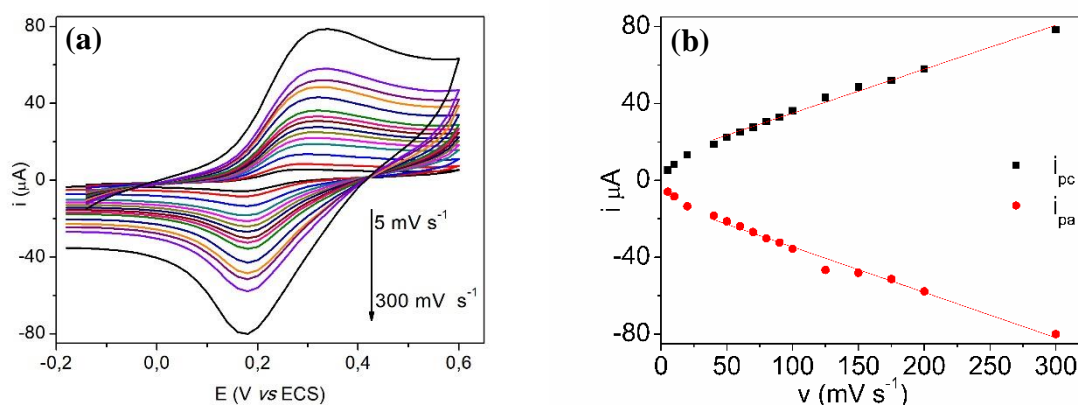 (a)
80
40
0
-40
-80
i (μA)
-0,2
0,0
0,2
0,4
0,6
E (V vs ECS)
5 mV s⁻¹
300 mV s⁻¹
(b)
80
40
0
-40
-80
i μA
0
50
100
150
200
250
300
v (mV s⁻¹)
iₚc
iₚa